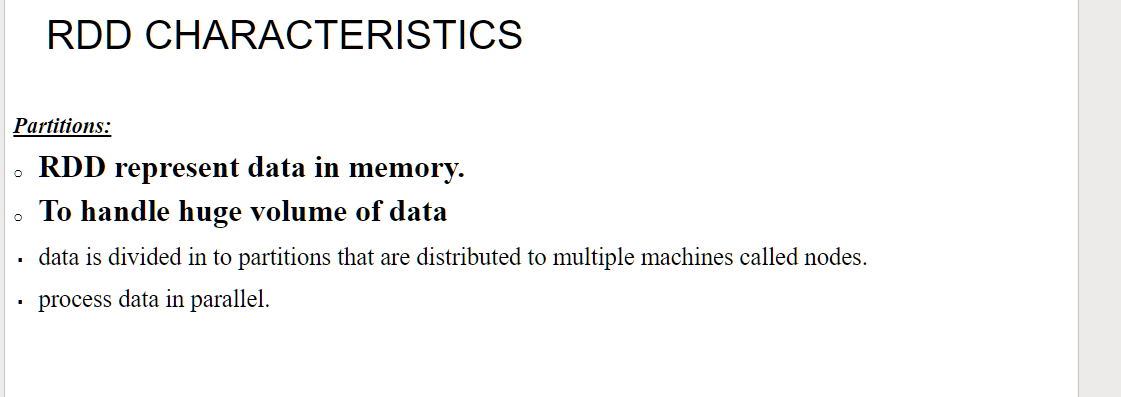 RDD CHARACTERISTICS
Partitions:
○ RDD represent data in memory.
○ To handle huge volume of data
▪ data is divided in to partitions that are distributed to multiple machines called nodes.
▪ process data in parallel.